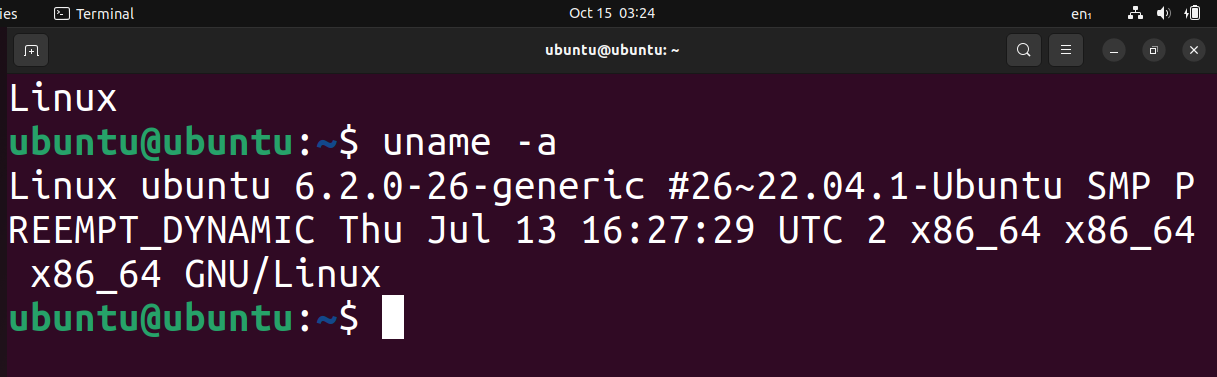 ies Terminal Oct 15 03:24 en₁
ubuntu@ubuntu: ~
Linux
ubuntu@ubuntu:~$ uname -a
Linux ubuntu 6.2.0-26-generic #26~22.04.1-Ubuntu SMP P
REEMPT_DYNAMIC Thu Jul 13 16:27:29 UTC 2 x86_64 x86_64
 x86_64 GNU/Linux
ubuntu@ubuntu:~$